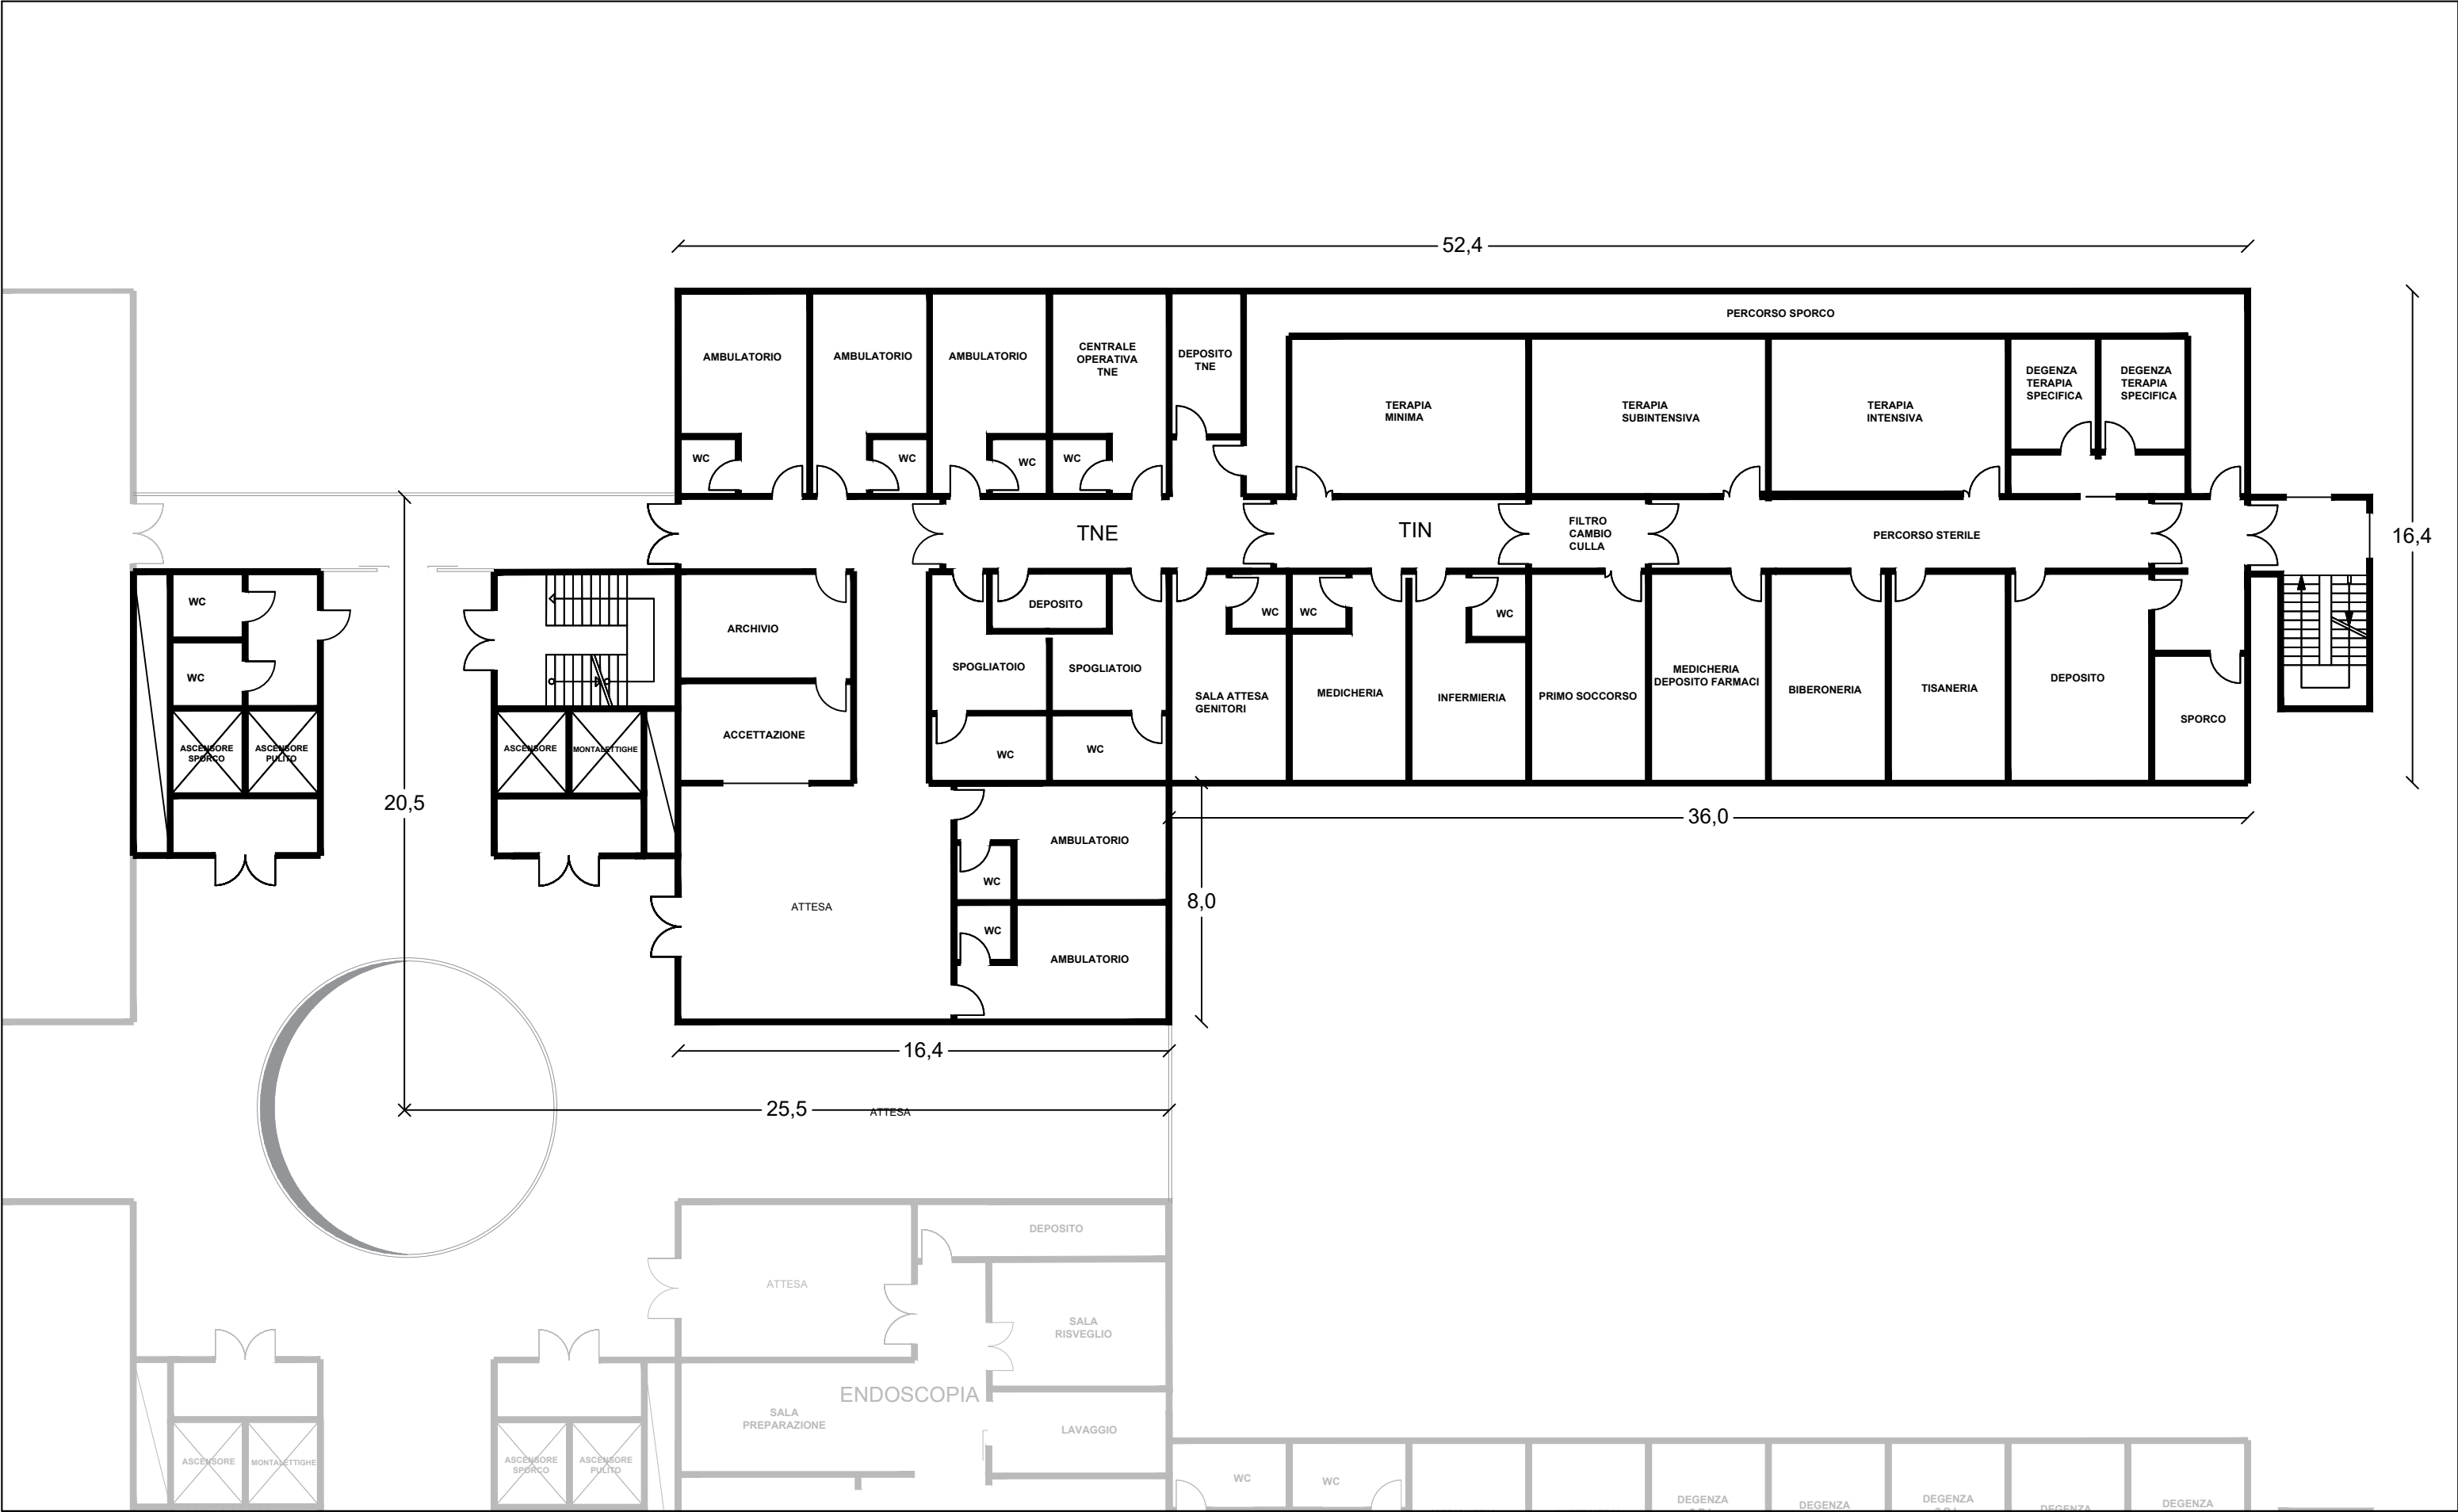 52,4
PERCORSO SPORCO
AMBULATORIO
AMBULATORIO
AMBULATORIO
CENTRALE
OPERATIVA
TNE
DEPOSITO
TNE
TERAPIA
MINIMA
TERAPIA
SUBINTENSIVA
TERAPIA
INTENSIVA
DEGENZA
TERAPIA
SPECIFICA
DEGENZA
TERAPIA
SPECIFICA
WC
WC
WC
WC
TNE
TIN
FILTRO
CAMBIO
CULLA
PERCORSO STERILE
16,4
WC
WC
ASCENSORE
SPORCO
ASCENSORE
PULITO
ASCENSORE
MONTALETTIGHE
ARCHIVIO
ACCETTAZIONE
DEPOSITO
SPOGLIATOIO
SPOGLIATOIO
WC
WC
WC
WC
WC
SALA ATTESA
GENITORI
MEDICHERIA
INFERMIERIA
PRIMO SOCCORSO
MEDICHERIA
DEPOSITO FARMACI
BIBERONERIA
TISANERIA
DEPOSITO
SPORCO
20,5
36,0
AMBULATORIO
WC
ATTESA
8,0
WC
AMBULATORIO
16,4
25,5
ATTESA
DEPOSITO
ATTESA
SALA
RISVEGLIO
ENDOSCOPIA
SALA
PREPARAZIONE
LAVAGGIO
ASCENSORE
MONTALETTIGHE
ASCENSORE
SPORCO
ASCENSORE
PULITO
WC
WC
DEGENZA
DEGENZA
DEGENZA
DEGENZA
DEGENZA